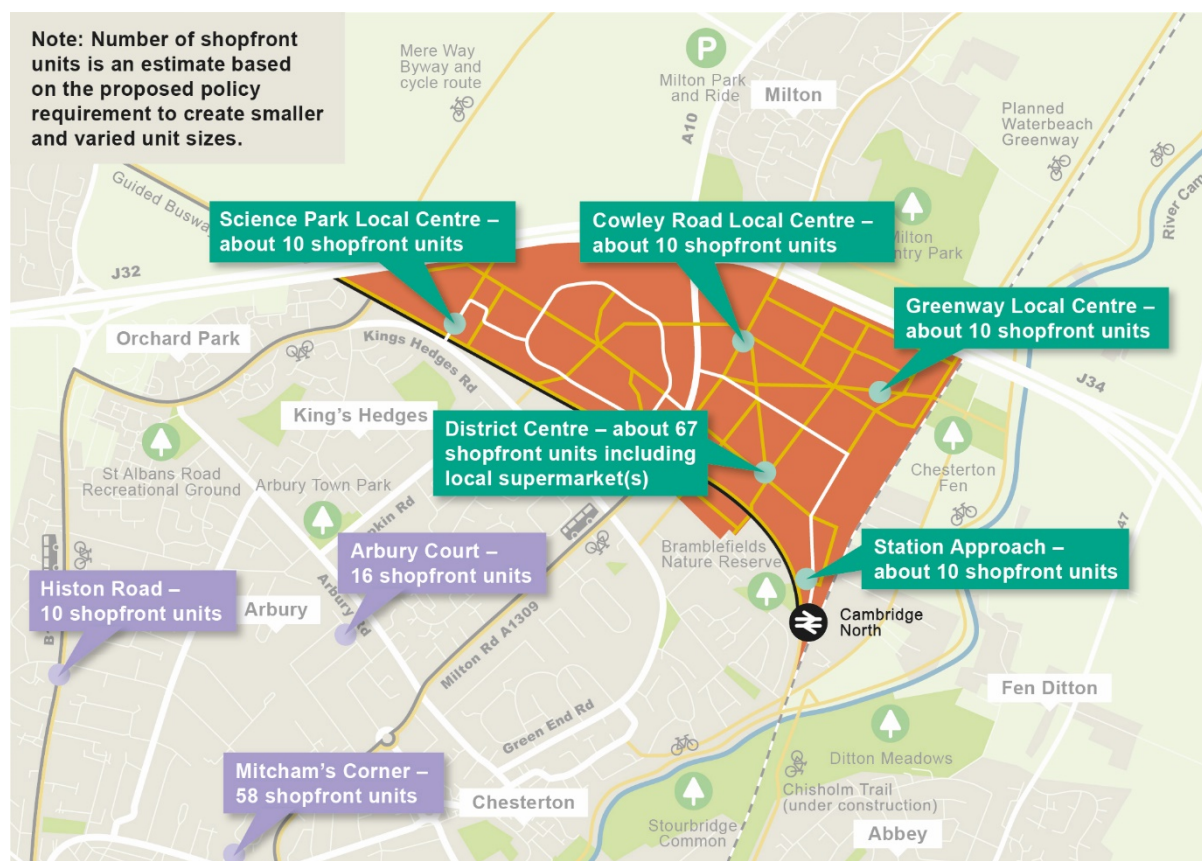 Note: Number of shopfront
units is an estimate based
on the proposed policy
requirement to create smaller
and varied unit sizes.
Mere Way
Byway and
cycle route
P
Milton Park
and Ride
Milton
A10
Planned
Waterbeach
Greenway
River Cam
Guided Busway
Science Park Local Centre –
about 10 shopfront units
Cowley Road Local Centre –
about 10 shopfront units
Milton
Country Park
J32
Greenway Local Centre –
about 10 shopfront units
Orchard Park
Kings Hedges Rd
J34
King's Hedges
District Centre – about 67
shopfront units including
local supermarket(s)
St Albans Road
Recreational Ground
Arbury Town Park
Chesterton
Fen
Arbury Court –
16 shopfront units
Bramblefields
Nature Reserve
Station Approach –
about 10 shopfront units
Histon Road –
10 shopfront units
Arbury
Arbury Rd
Milton Rd A1309
Cambridge
North
Fen Ditton
Green End Rd
Ditton Meadows
Mitcham's Corner –
58 shopfront units
Chesterton
Chisholm Trail
(under construction)
Stourbridge
Common
Abbey